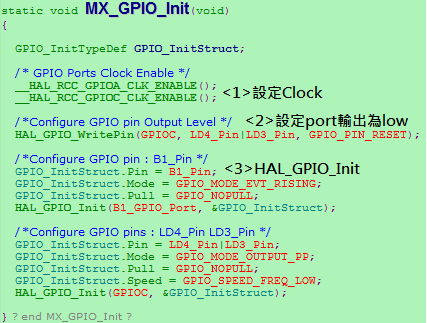 static void MX_GPIO_Init(void)
{
GPIO_InitTypeDef GPIO_InitStruct;
/* GPIO Ports Clock Enable */
__HAL_RCC_GPIOA_CLK_ENABLE();
__HAL_RCC_GPIOC_CLK_ENABLE(); <1>設定Clock
/*Configure GPIO pin Output Level */ <2>設定port輸出為low
HAL_GPIO_WritePin(GPIOC, LD4_Pin|LD3_Pin, GPIO_PIN_RESET);
/*Configure GPIO pin : B1_Pin */
GPIO_InitStruct.Pin = B1_Pin; <3>HAL_GPIO_Init
GPIO_InitStruct.Mode = GPIO_MODE_EVT_RISING;
GPIO_InitStruct.Pull = GPIO_NOPULL;
HAL_GPIO_Init(B1_GPIO_Port, &GPIO_InitStruct);
/*Configure GPIO pins : LD4_Pin LD3_Pin */
GPIO_InitStruct.Pin = LD4_Pin|LD3_Pin;
GPIO_InitStruct.Mode = GPIO_MODE_OUTPUT_PP;
GPIO_InitStruct.Pull = GPIO_NOPULL;
GPIO_InitStruct.Speed = GPIO_SPEED_FREQ_LOW;
HAL_GPIO_Init(GPIOC, &GPIO_InitStruct);
} ? end MX_GPIO_Init ?